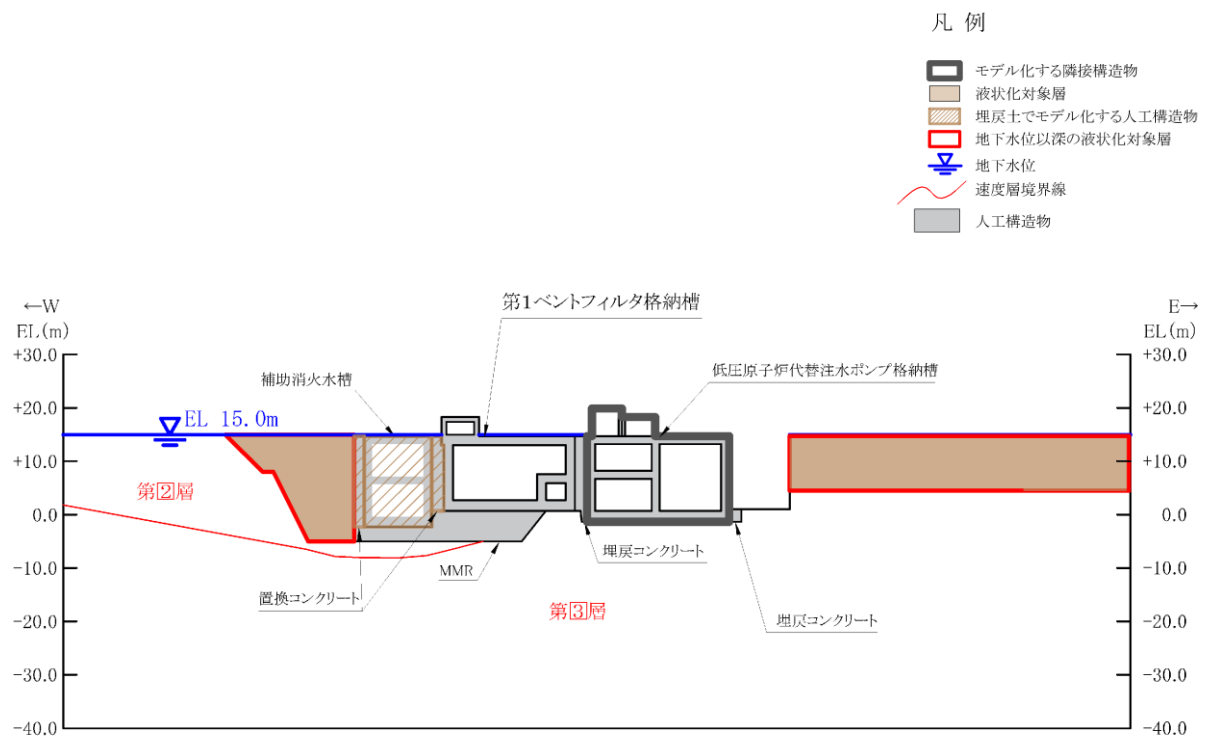 凡 例
モデル化する隣接構造物
液状化対象層
埋戻土でモデル化する人工構造物
地下水位以深の液状化対象層
地下水位
速度層境界線
人工構造物
←W
EL(m)
E→
EL(m)
第1ベントフィルタ格納槽
補助消火水槽
低圧原子炉代替注水ポンプ格納槽
EL 15.0m
+30.0
+20.0
+10.0
0.0
-10.0
-20.0
-30.0
-40.0
+30.0
+20.0
+10.0
0.0
-10.0
-20.0
-30.0
-40.0
第2層
埋戻コンクリート
MMR
置換コンクリート
第3層
埋戻コンクリート